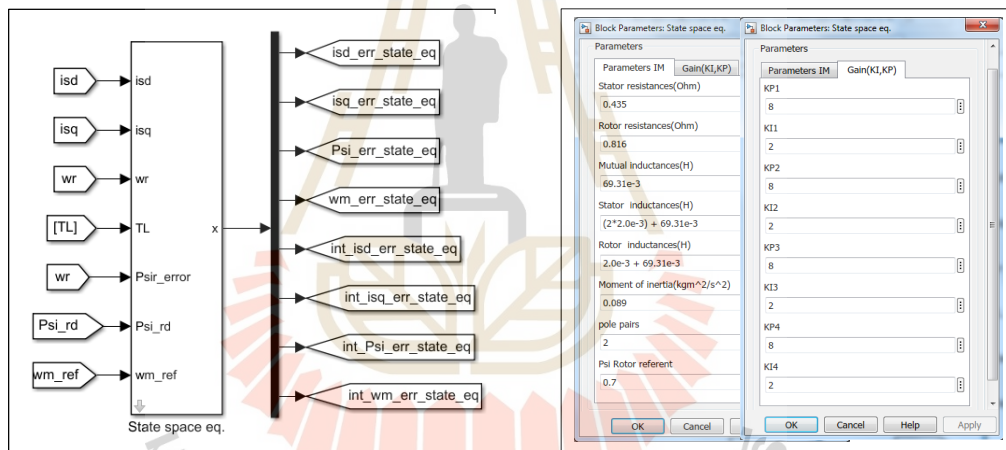 isd
isq
wr
[TL]
wr
Psi_rd
wm_ref
isd
isq
wr
TL
Psir_error
Psi_rd
wm_ref
x
State space eq.
isd_err_state_eq
isq_err_state_eq
Psi_err_state_eq
wm_err_state_eq
int_isd_err_state_eq
int_isq_err_state_eq
int_Psi_err_state_eq
int_wm_err_state_eq
Block Parameters: State space eq.
Parameters
Parameters IM Gain(KI,KP)
Stator resistances(Ohm)
0.435
Rotor resistances(Ohm)
0.816
Mutual inductances(H)
69.31e-3
Stator inductances(H)
(2*2.0e-3) + 69.31e-3
Rotor inductances(H)
2.0e-3 + 69.31e-3
Moment of inertia(kgm^2/s^2)
0.089
pole pairs
2
Psi Rotor referent
0.7
OK Cancel
Block Parameters: State space eq.
Parameters
Parameters IM Gain(KI,KP)
KP1
8
KI1
2
KP2
8
KI2
2
KP3
8
KI3
2
KP4
8
KI4
2
OK Cancel Help Apply